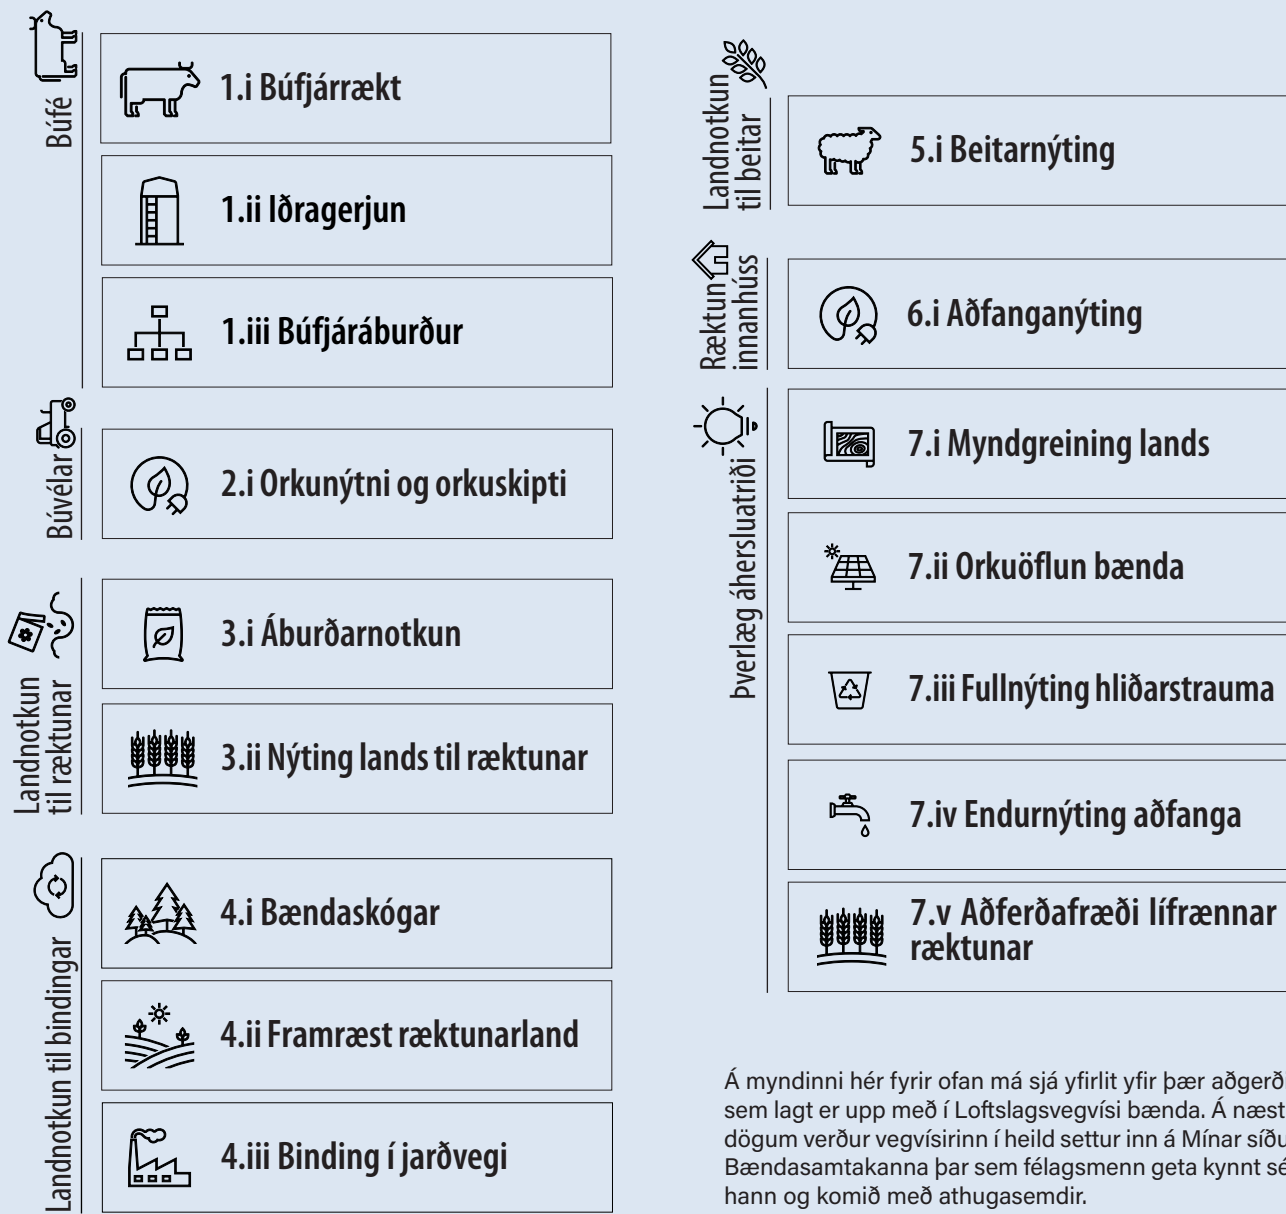 Búfé
1.i Búfjárrækt
1.ii Iðragerjun
1.iii Búfjáráburður
Búvélar
2.i Orkunýtni og orkuskipti
Landnotkun
til ræktunar
3.i Áburðarnotkun
3.ii Nýting lands til ræktunar
Landnotkun til bindingar
4.i Bændaskógar
4.ii Framræst ræktunarland
4.iii Binding í jarðvegi
Landnotkun
til beitar
5.i Beitarnýting
Ræktun
innanhúss
6.i Aðfanganýting
Þverlæg áhersluatriði
7.i Myndgreining lands
7.ii Orkuöflun bænda
7.iii Fullnýting hliðarstrauma
7.iv Endurnýting aðfanga
7.v Aðferðafræði lífrænnar
ræktunar
Á myndinni hér fyrir ofan má sjá yfirlit yfir þær aðgerð
sem lagt er upp með í Loftslagsvegvísi bænda. Á næst
dögum verður vegvísirinn í heild settur inn á Mínar síðu
Bændasamtakanna þar sem félagsmenn geta kynnt sé
hann og komið með athugasemdir.